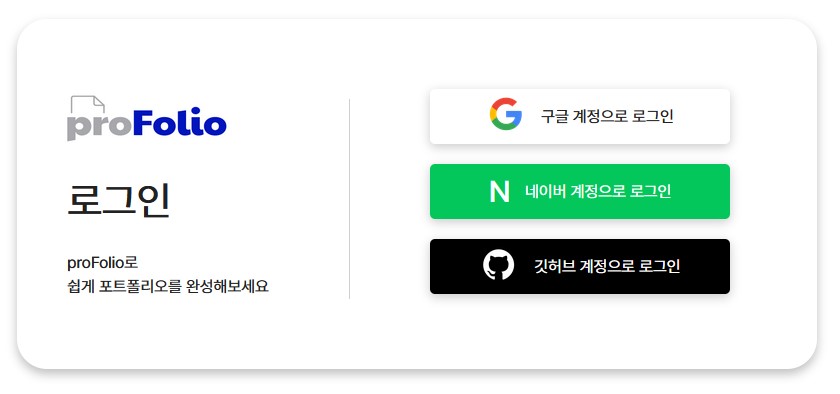 proFolio
로그인
proFolio로
쉽게 포트폴리오를 완성해보세요
구글 계정으로 로그인
N 네이버 계정으로 로그인
깃허브 계정으로 로그인